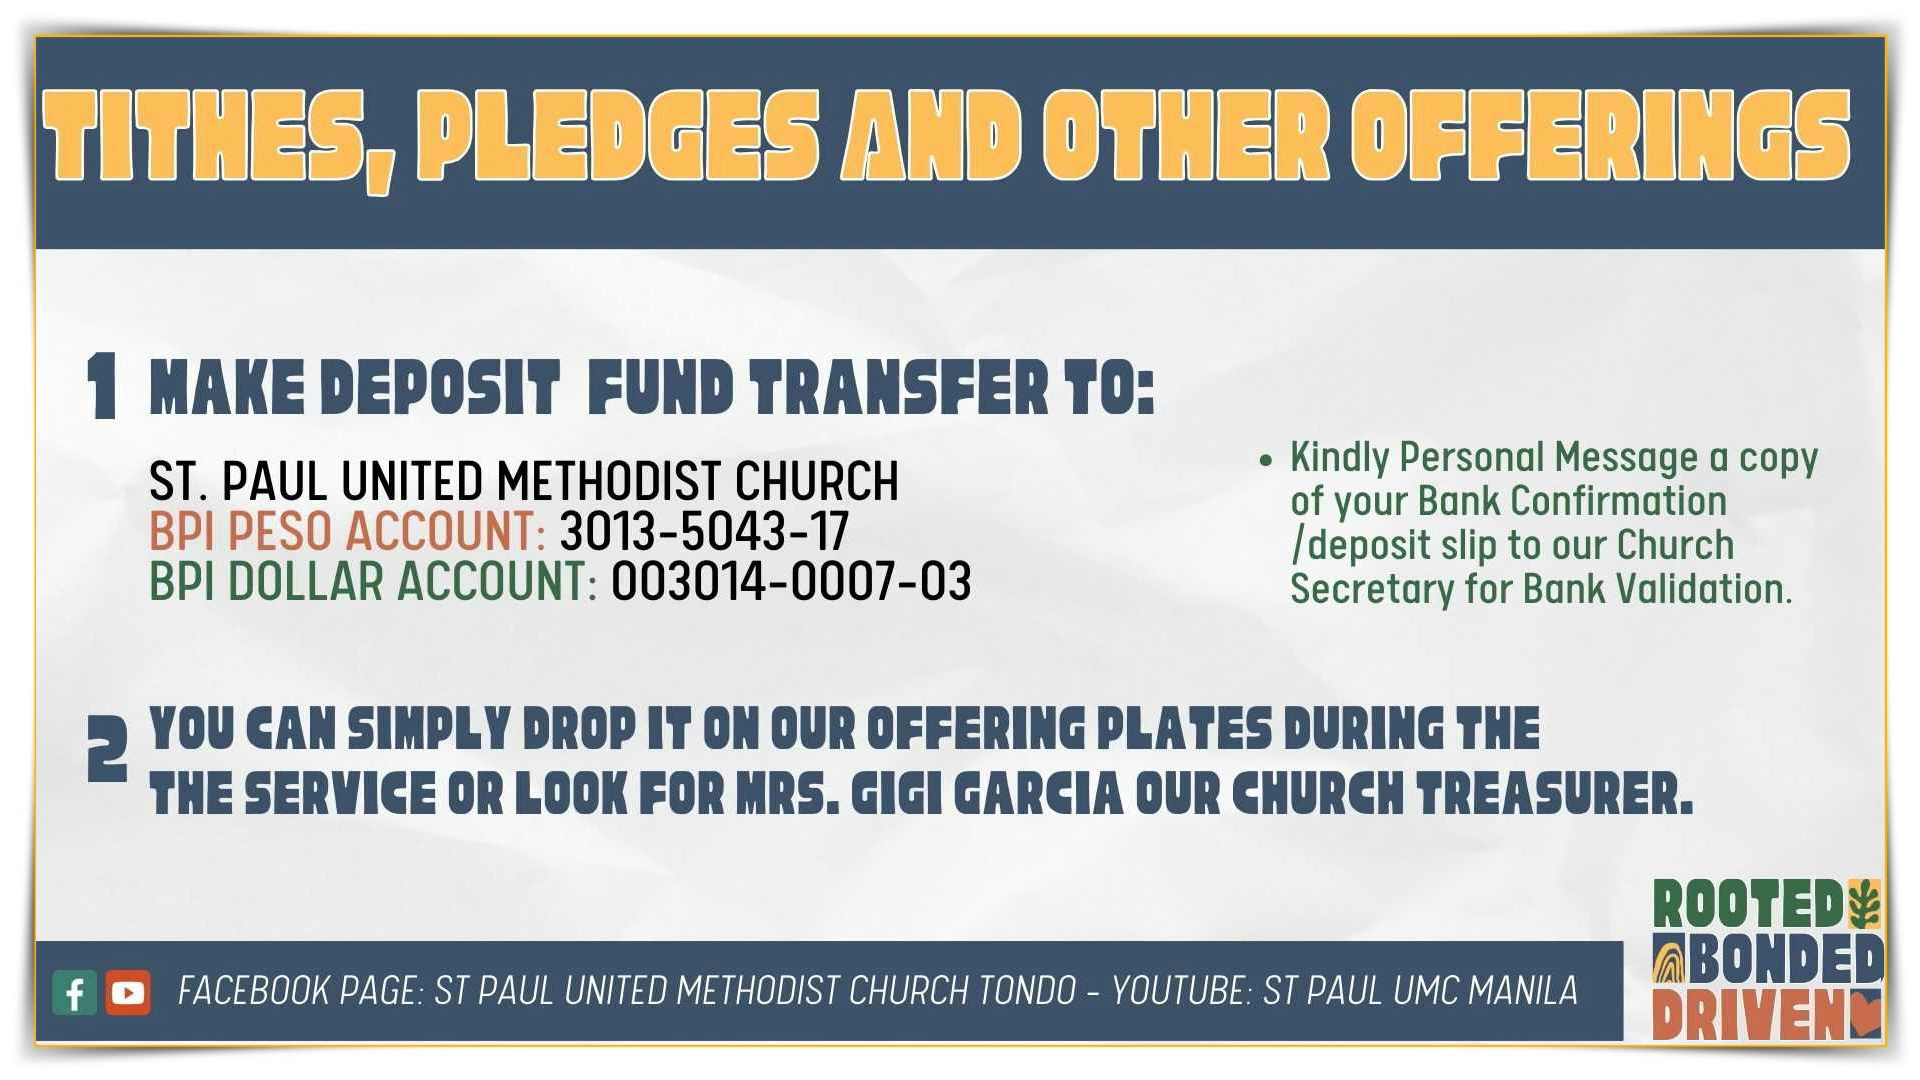 TITHES, PLEDGES AND OTHER OFFERINGS
1 MAKE DEPOSIT FUND TRANSFER TO:
ST. PAUL UNITED METHODIST CHURCH
BPI PESO ACCOUNT: 3013-5043-17
BPI DOLLAR ACCOUNT: 003014-0007-03
• Kindly Personal Message a copy
of your Bank Confirmation
/deposit slip to our Church
Secretary for Bank Validation.
2 YOU CAN SIMPLY DROP IT ON OUR OFFERING PLATES DURING THE
THE SERVICE OR LOOK FOR MRS. GIGI GARCIA OUR CHURCH TREASURER.
FACEBOOK PAGE: ST PAUL UNITED METHODIST CHURCH TONDO - YOUTUBE: ST PAUL UMC MANILA
ROOTED
BONDED
DRIVEN